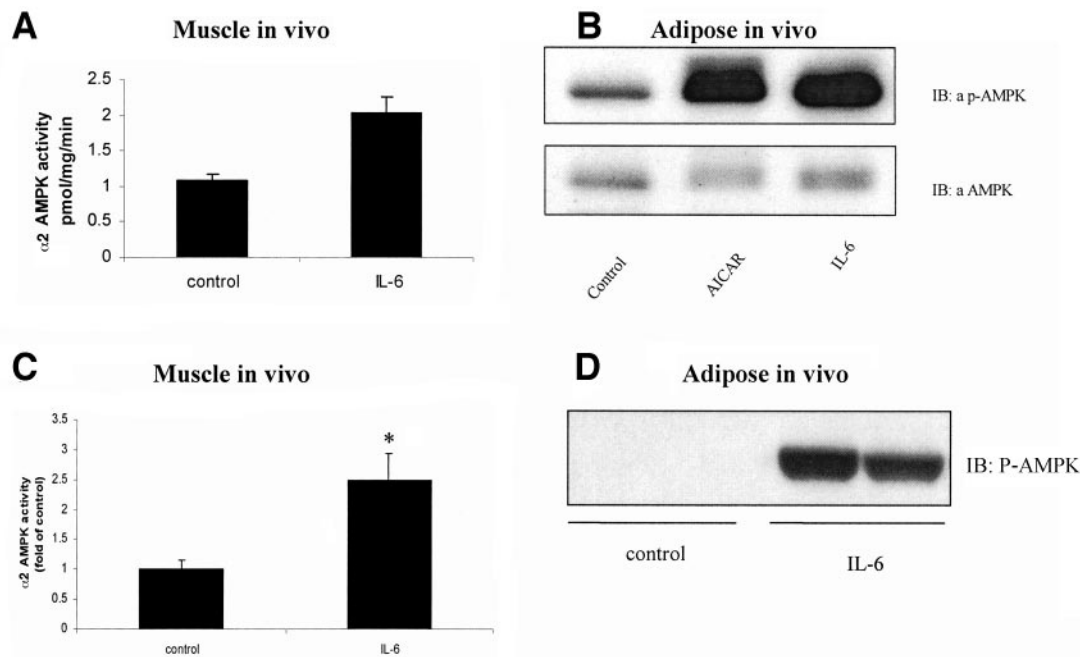 A
Muscle in vivo
α2 AMPK activity
pmol/mg/min
2.5
2
1.5
1
0.5
0
control
IL-6
B
Adipose in vivo
IB: a p-AMPK
IB: a AMPK
Control
AICAR
IL-6
C
Muscle in vivo
α2 AMPK activity
(fold of control)
3.5
3
2.5
2
1.5
1
0.5
0
*
control
IL-6
D
Adipose in vivo
IB: P-AMPK
control
IL-6